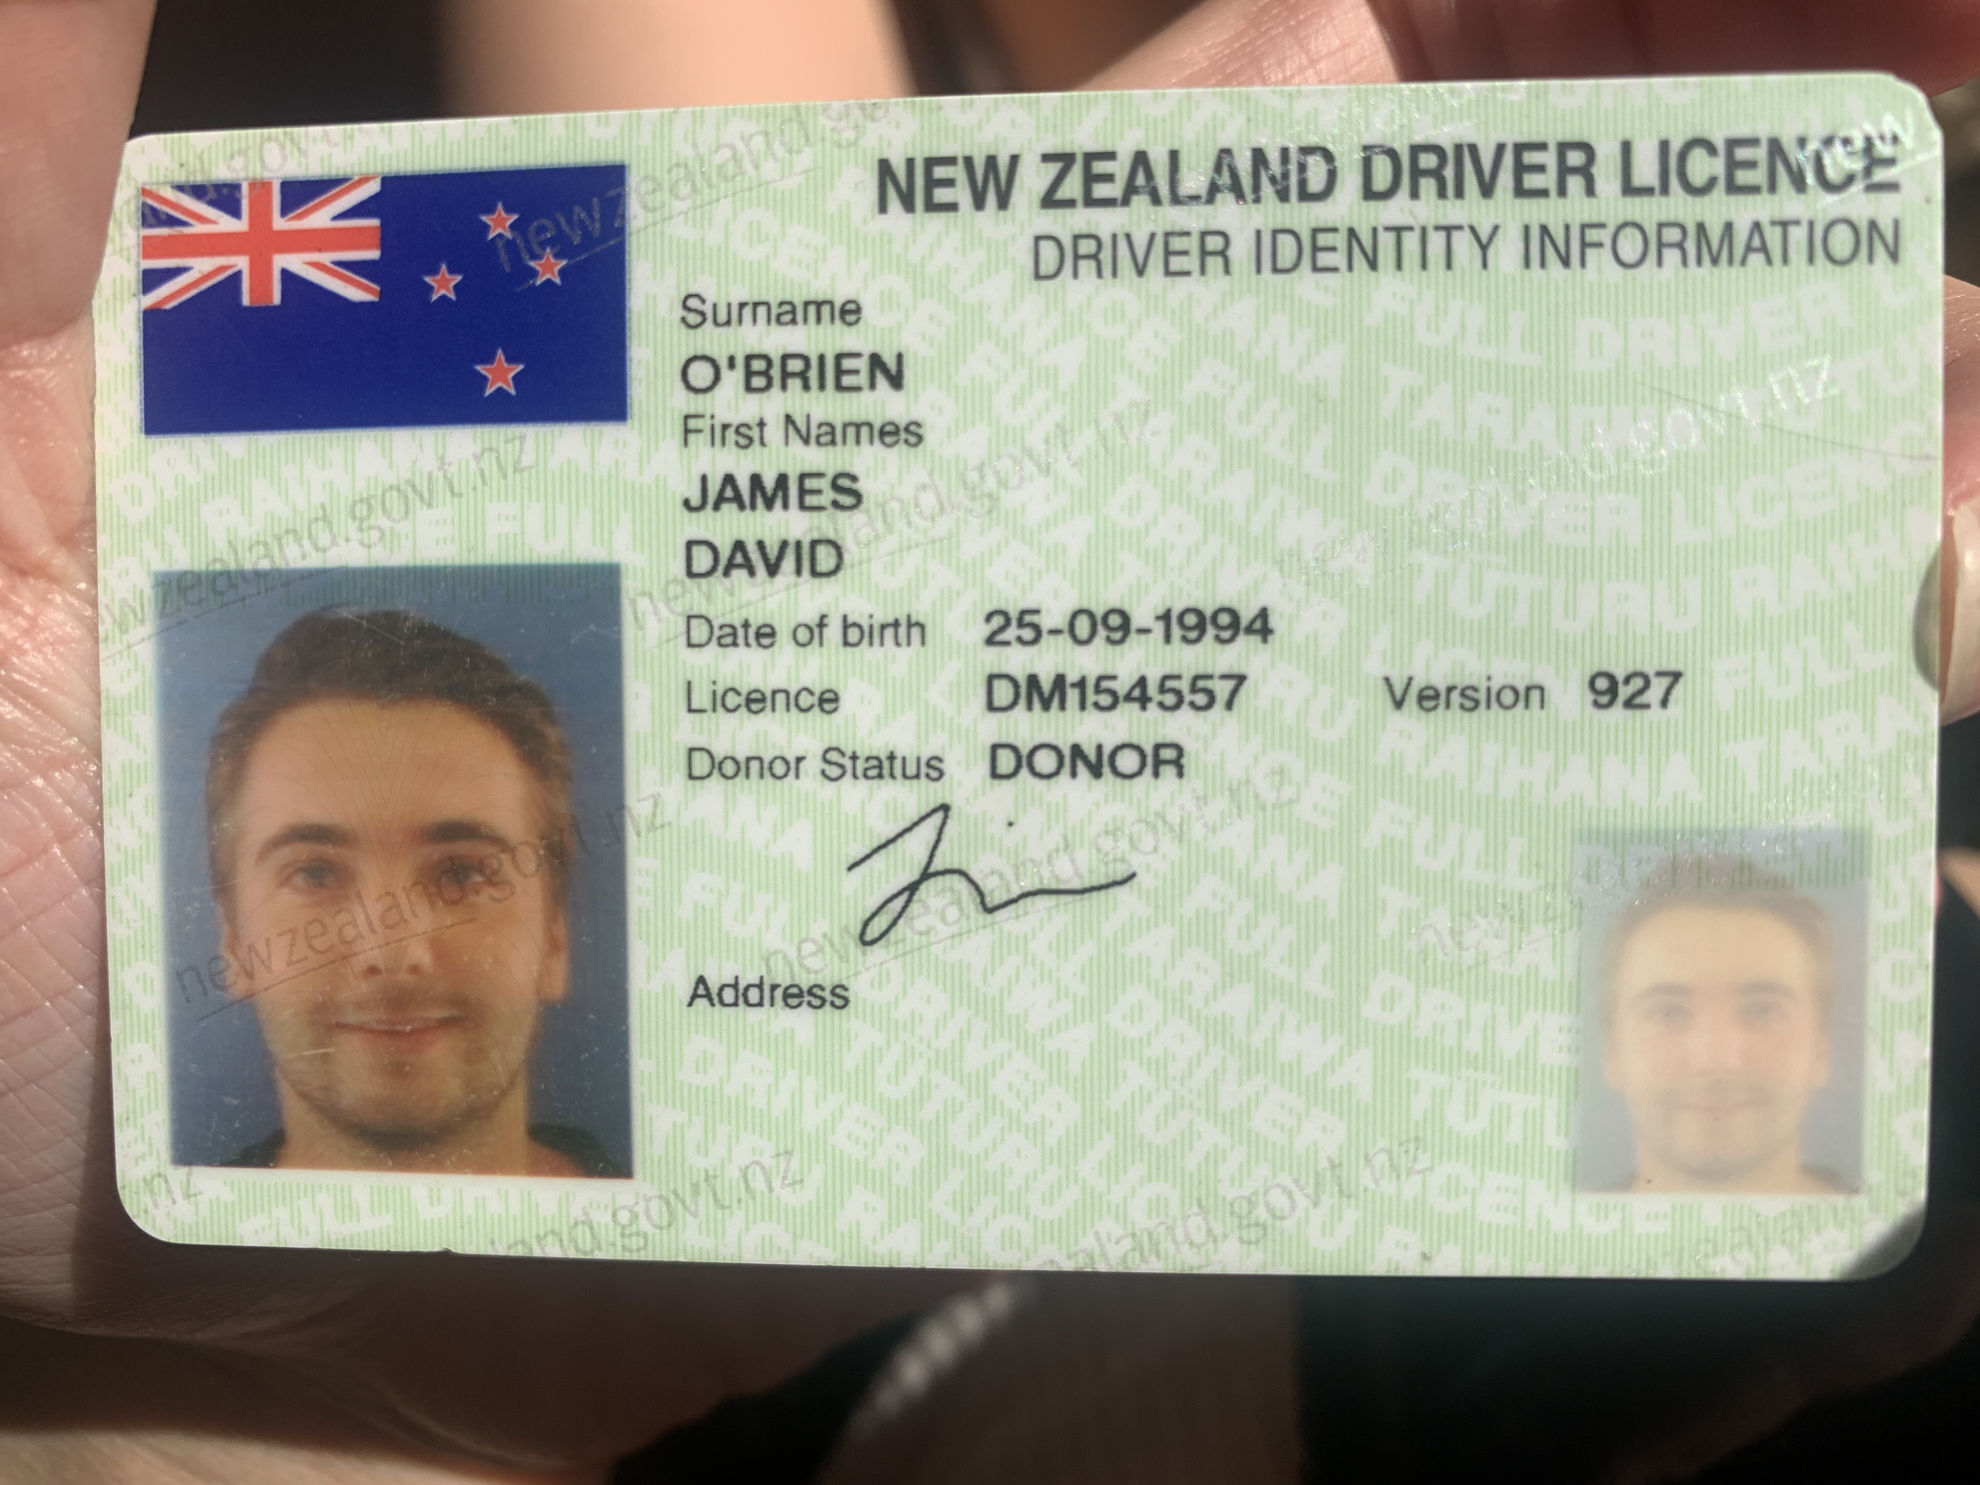 NEW ZEALAND DRIVER LICENCE
DRIVER IDENTITY INFORMATION
Surname
O'BRIEN
First Names
JAMES
DAVID
Date of birth 25-09-1994
Licence DM154557 Version 927
Donor Status DONOR
Address
newzealand.govt.nz